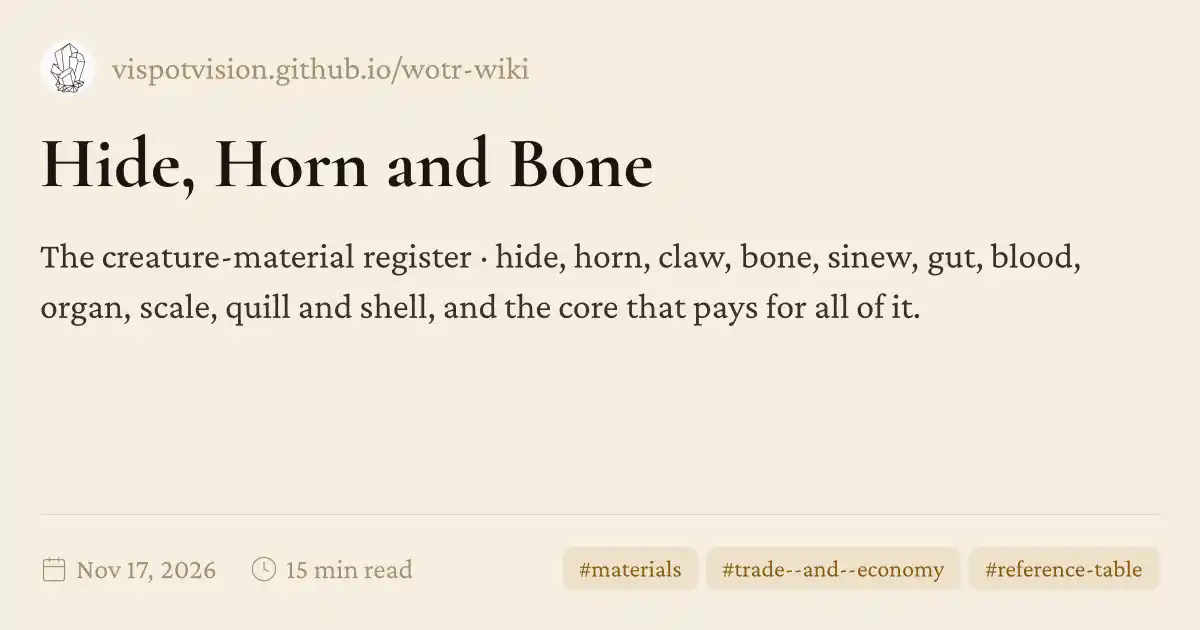 vispotvision.github.io/wotr-wiki
Hide, Horn and Bone
The creature-material register · hide, horn, claw, bone, sinew, gut, blood,
organ, scale, quill and shell, and the core that pays for all of it.
Nov 17, 2026 15 min read #materials #trade--and--economy #reference-table